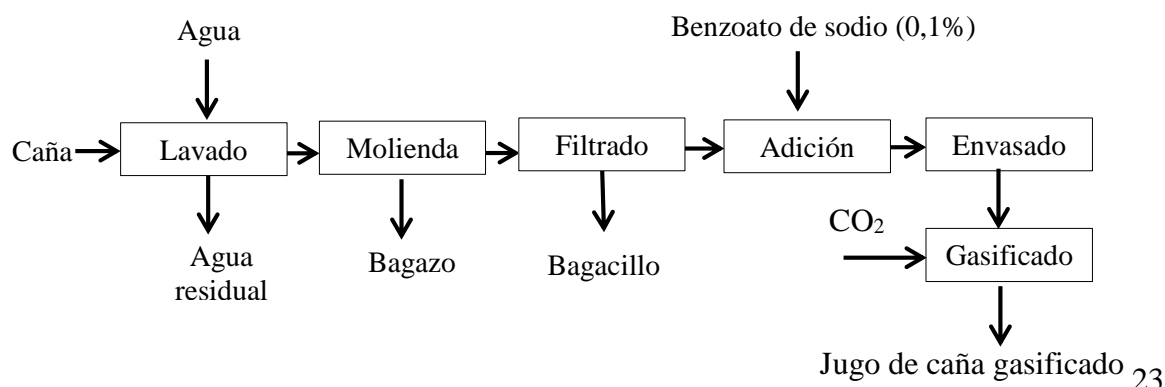 Agua
Benzoato de sodio (0,1%)
Caña
Lavado
Molienda
Filtrado
Adición
Envasado
Agua
residual
Bagazo
Bagacillo
CO₂
Gasificado
Jugo de caña gasificado
23